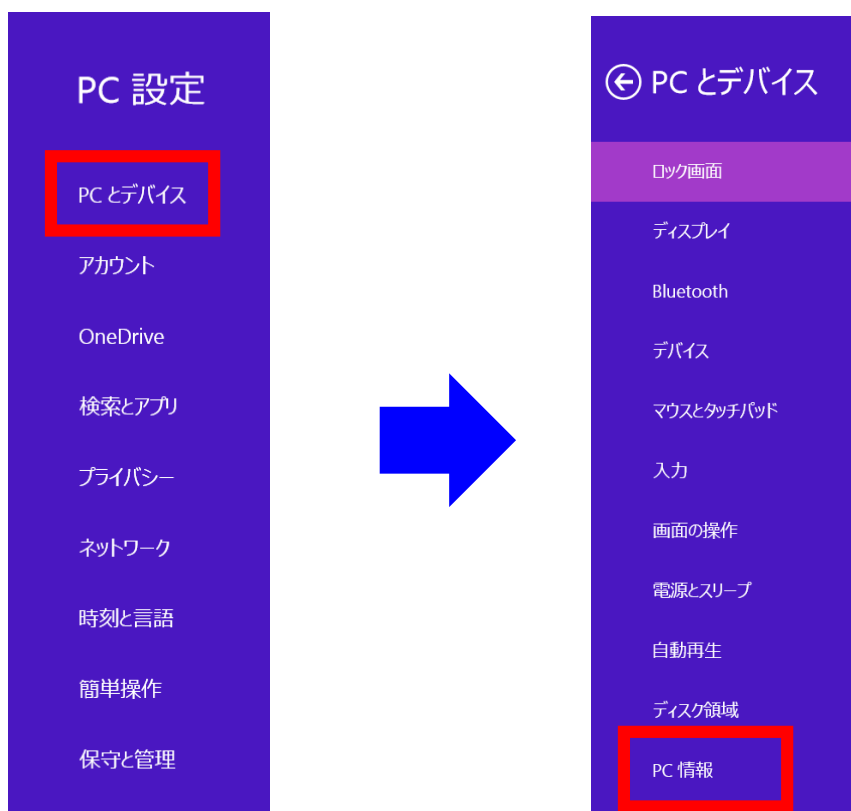 PC 設定
PC とデバイス
アカウント
OneDrive
検索とアプリ
プライバシー
ネットワーク
時刻と言語
簡単操作
保守と管理
PC とデバイス
ロック画面
ディスプレイ
Bluetooth
デバイス
マウスとタッチパッド
入力
画面の操作
電源とスリープ
自動再生
ディスク領域
PC 情報